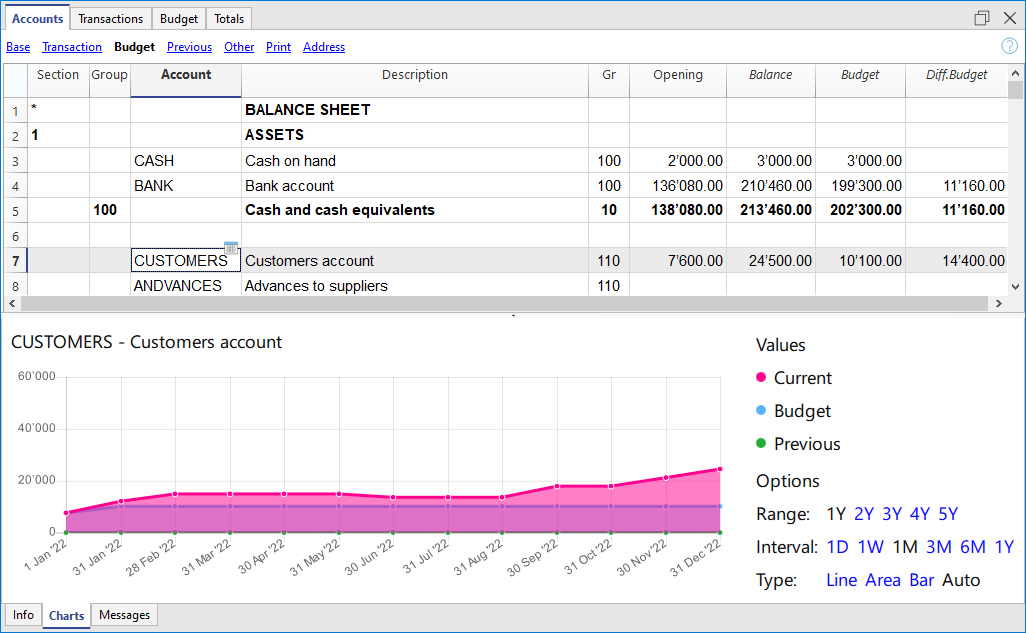 Accounts Transactions Budget Totals
Base Transaction Budget Previous Other Print Address
?
Section Group Account Description Gr Opening Balance Budget Diff.Budget
1 * BALANCE SHEET
2 1 ASSETS
3 CASH Cash on hand 100 2’000.00 3’000.00 3’000.00
4 BANK Bank account 100 136’080.00 210’460.00 199’300.00 11’160.00
5 100 Cash and cash equivalents 10 138’080.00 213’460.00 202’300.00 11’160.00
6
7 CUSTOMERS Customers account 110 7’600.00 24’500.00 10’100.00 14’400.00
8 ANDVANCES Advances to suppliers 110
CUSTOMERS - Customers account
60’000
40’000
20’000
0
1 Jan '22 31 Jan '22 28 Feb '22 31 Mar '22 30 Apr '22 31 May '22 30 Jun '22 31 Jul '22 31 Aug '22 30 Sep '22 31 Oct '22 30 Nov '22 31 Dec '22
Values
Current
Budget
Previous
Options
Range: 1Y 2Y 3Y 4Y 5Y
Interval: 1D 1W 1M 3M 6M 1Y
Type: Line Area Bar Auto
Info Charts Messages